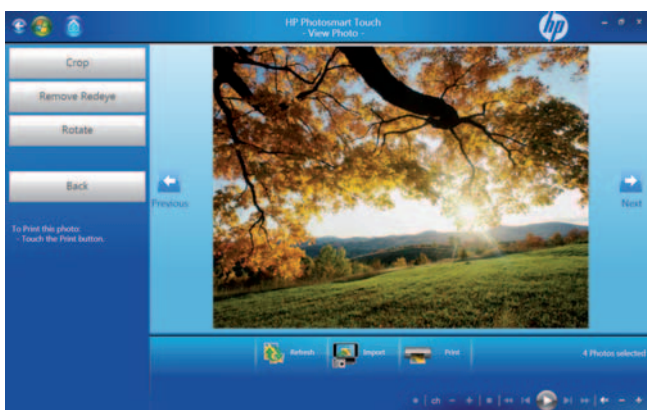 HP Photosmart Touch
- View Photo -
hp
Crop
Remove Redeye
Rotate
Back
To Print this photo:
- Touch the Print button.
Previous
Next
Refresh
Import
Print
4 Photos selected
ch - +
- +